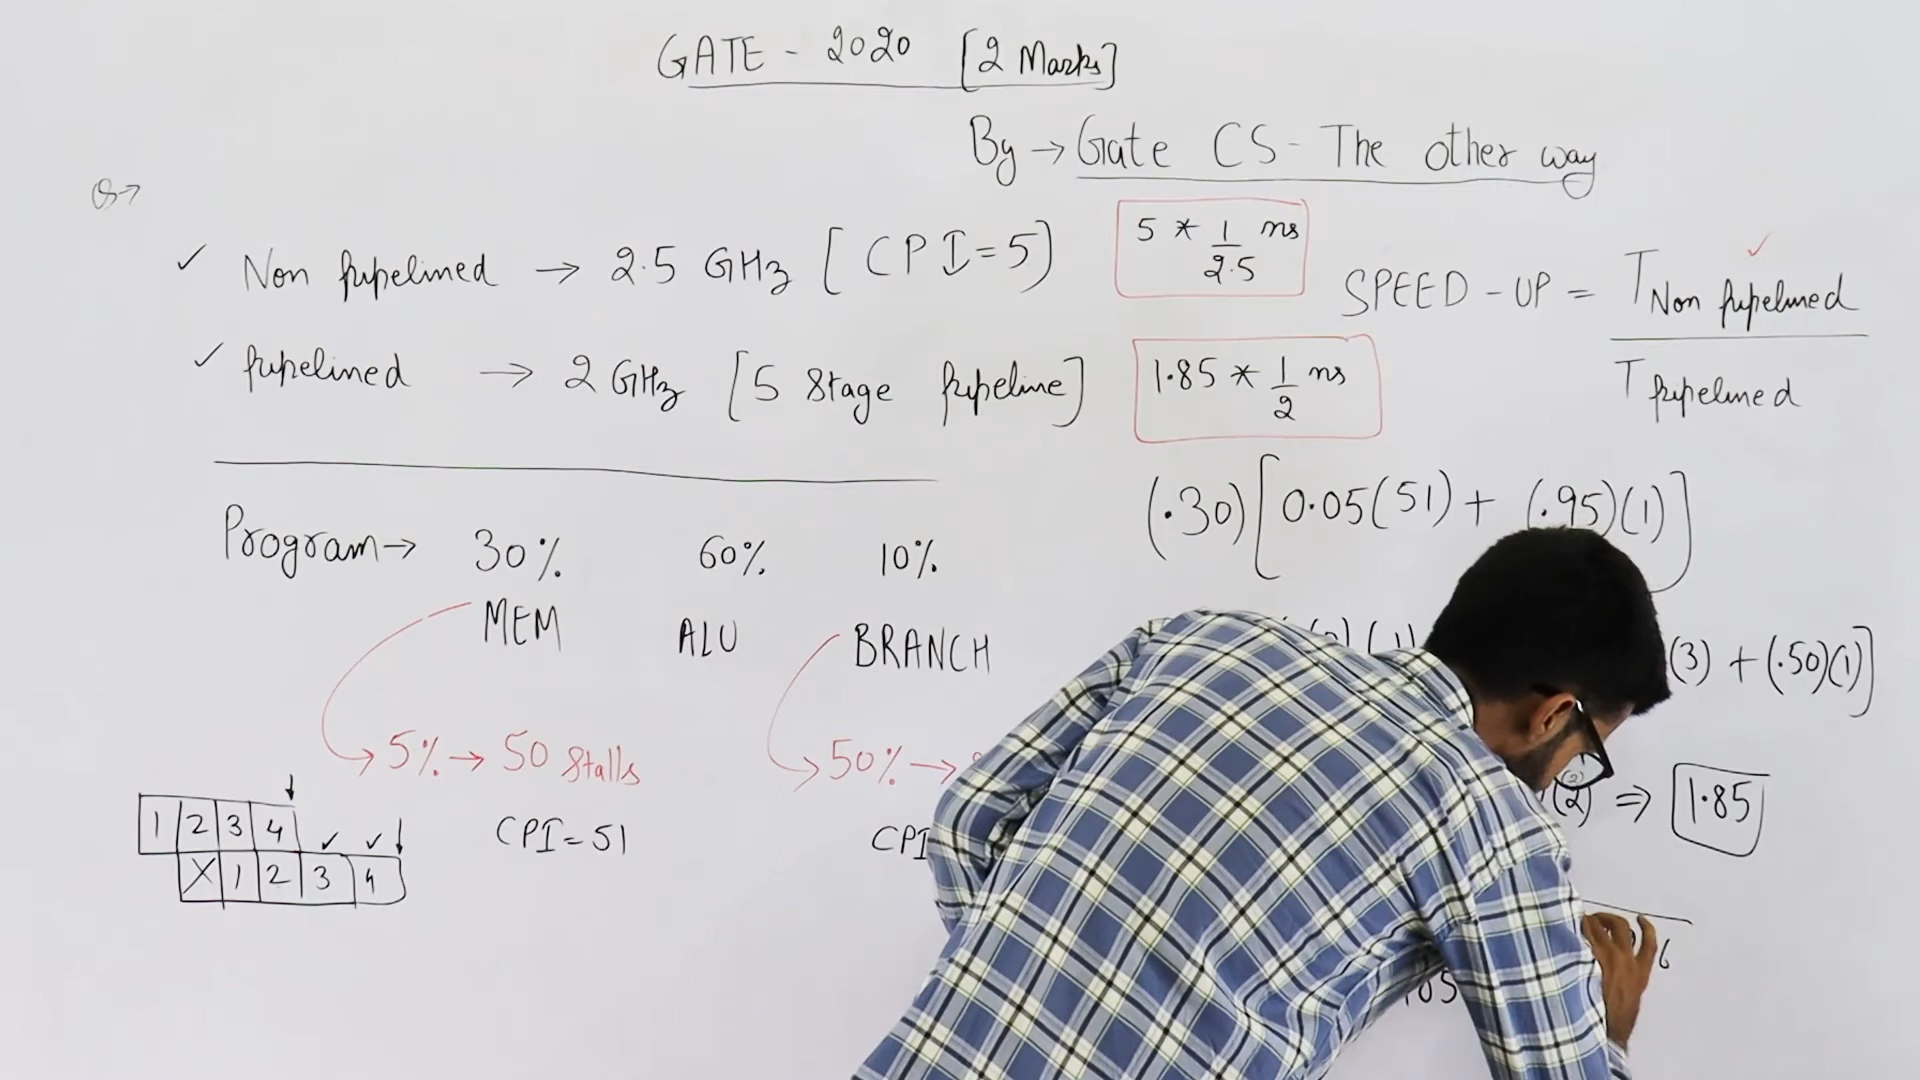 GATE - 2020 [2 Marks]
By → Gate CS - The other way
Q→
✓ Non pipelined → 2.5 GHz [CPI=5)
5 * 1/2.5 ns
SPEED-UP = T Non pipelined / T pipelined
✓ pipelined → 2 GHz [5 Stage pipeline]
1.85 * 1/2 ns
(.30)[0.05(51) + (.95)(1)]
Program → 30% 60% 10%
MEM ALU BRANCH
(1) (3) + (.50)(1)]
5% → 50 Stalls
50% →
(2) ⇒ 1.85
1 2 3 4
X 1 2 3 4
CPI = 51
CPI